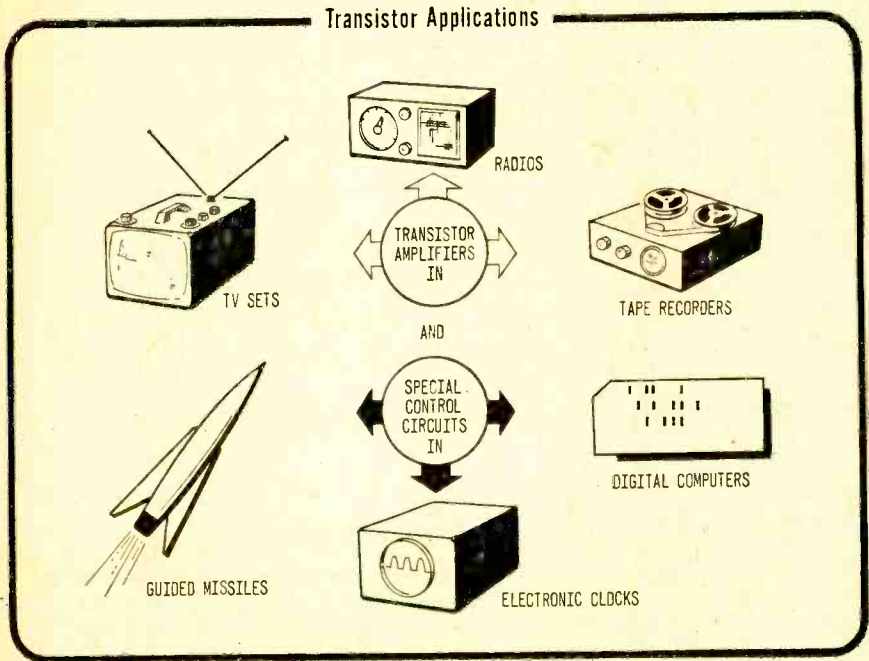 Transistor Applications
RADIOS
TRANSISTOR
AMPLIFIERS
IN
TV SETS
TAPE RECORDERS
AND
SPECIAL
CONTROL
CIRCUITS
IN
DIGITAL COMPUTERS
GUIDED MISSILES
ELECTRONIC CLOCKS